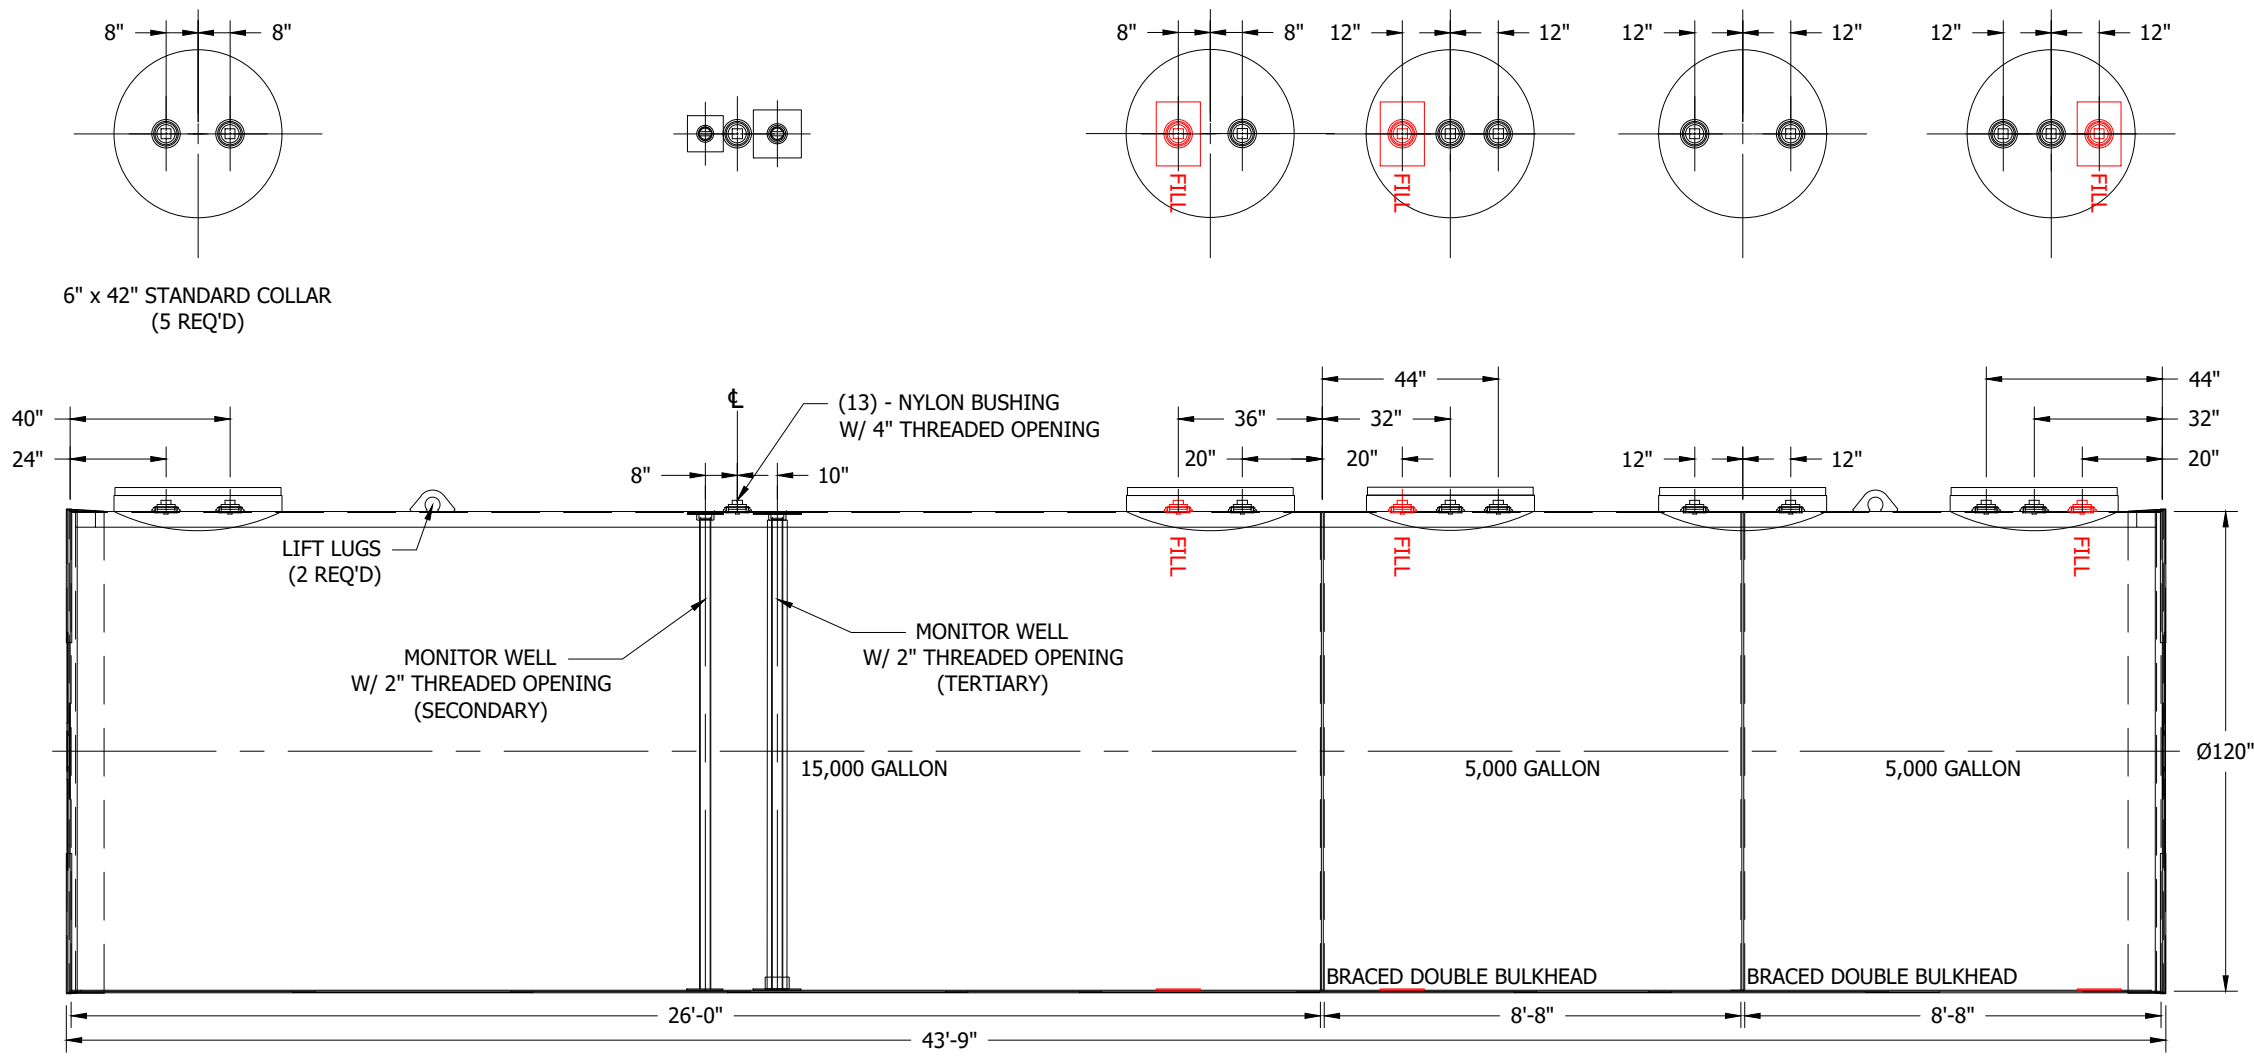 8" 8" 8" 8" 12" 12" 12" 12" 12" 12"
FILL FILL FILL
6" x 42" STANDARD COLLAR
(5 REQ'D)
44" 44"
40" ℄ (13) - NYLON BUSHING 36" 32" 32"
W/ 4" THREADED OPENING
24" 8" 10" 20" 20" 12" 12" 20"
LIFT LUGS
(2 REQ'D)
FILL FILL FILL
MONITOR WELL
W/ 2" THREADED OPENING
(SECONDARY)
MONITOR WELL
W/ 2" THREADED OPENING
(TERTIARY)
Ø120"
15,000 GALLON 5,000 GALLON 5,000 GALLON
BRACED DOUBLE BULKHEAD BRACED DOUBLE BULKHEAD
26'-0" 8'-8" 8'-8"
43'-9"